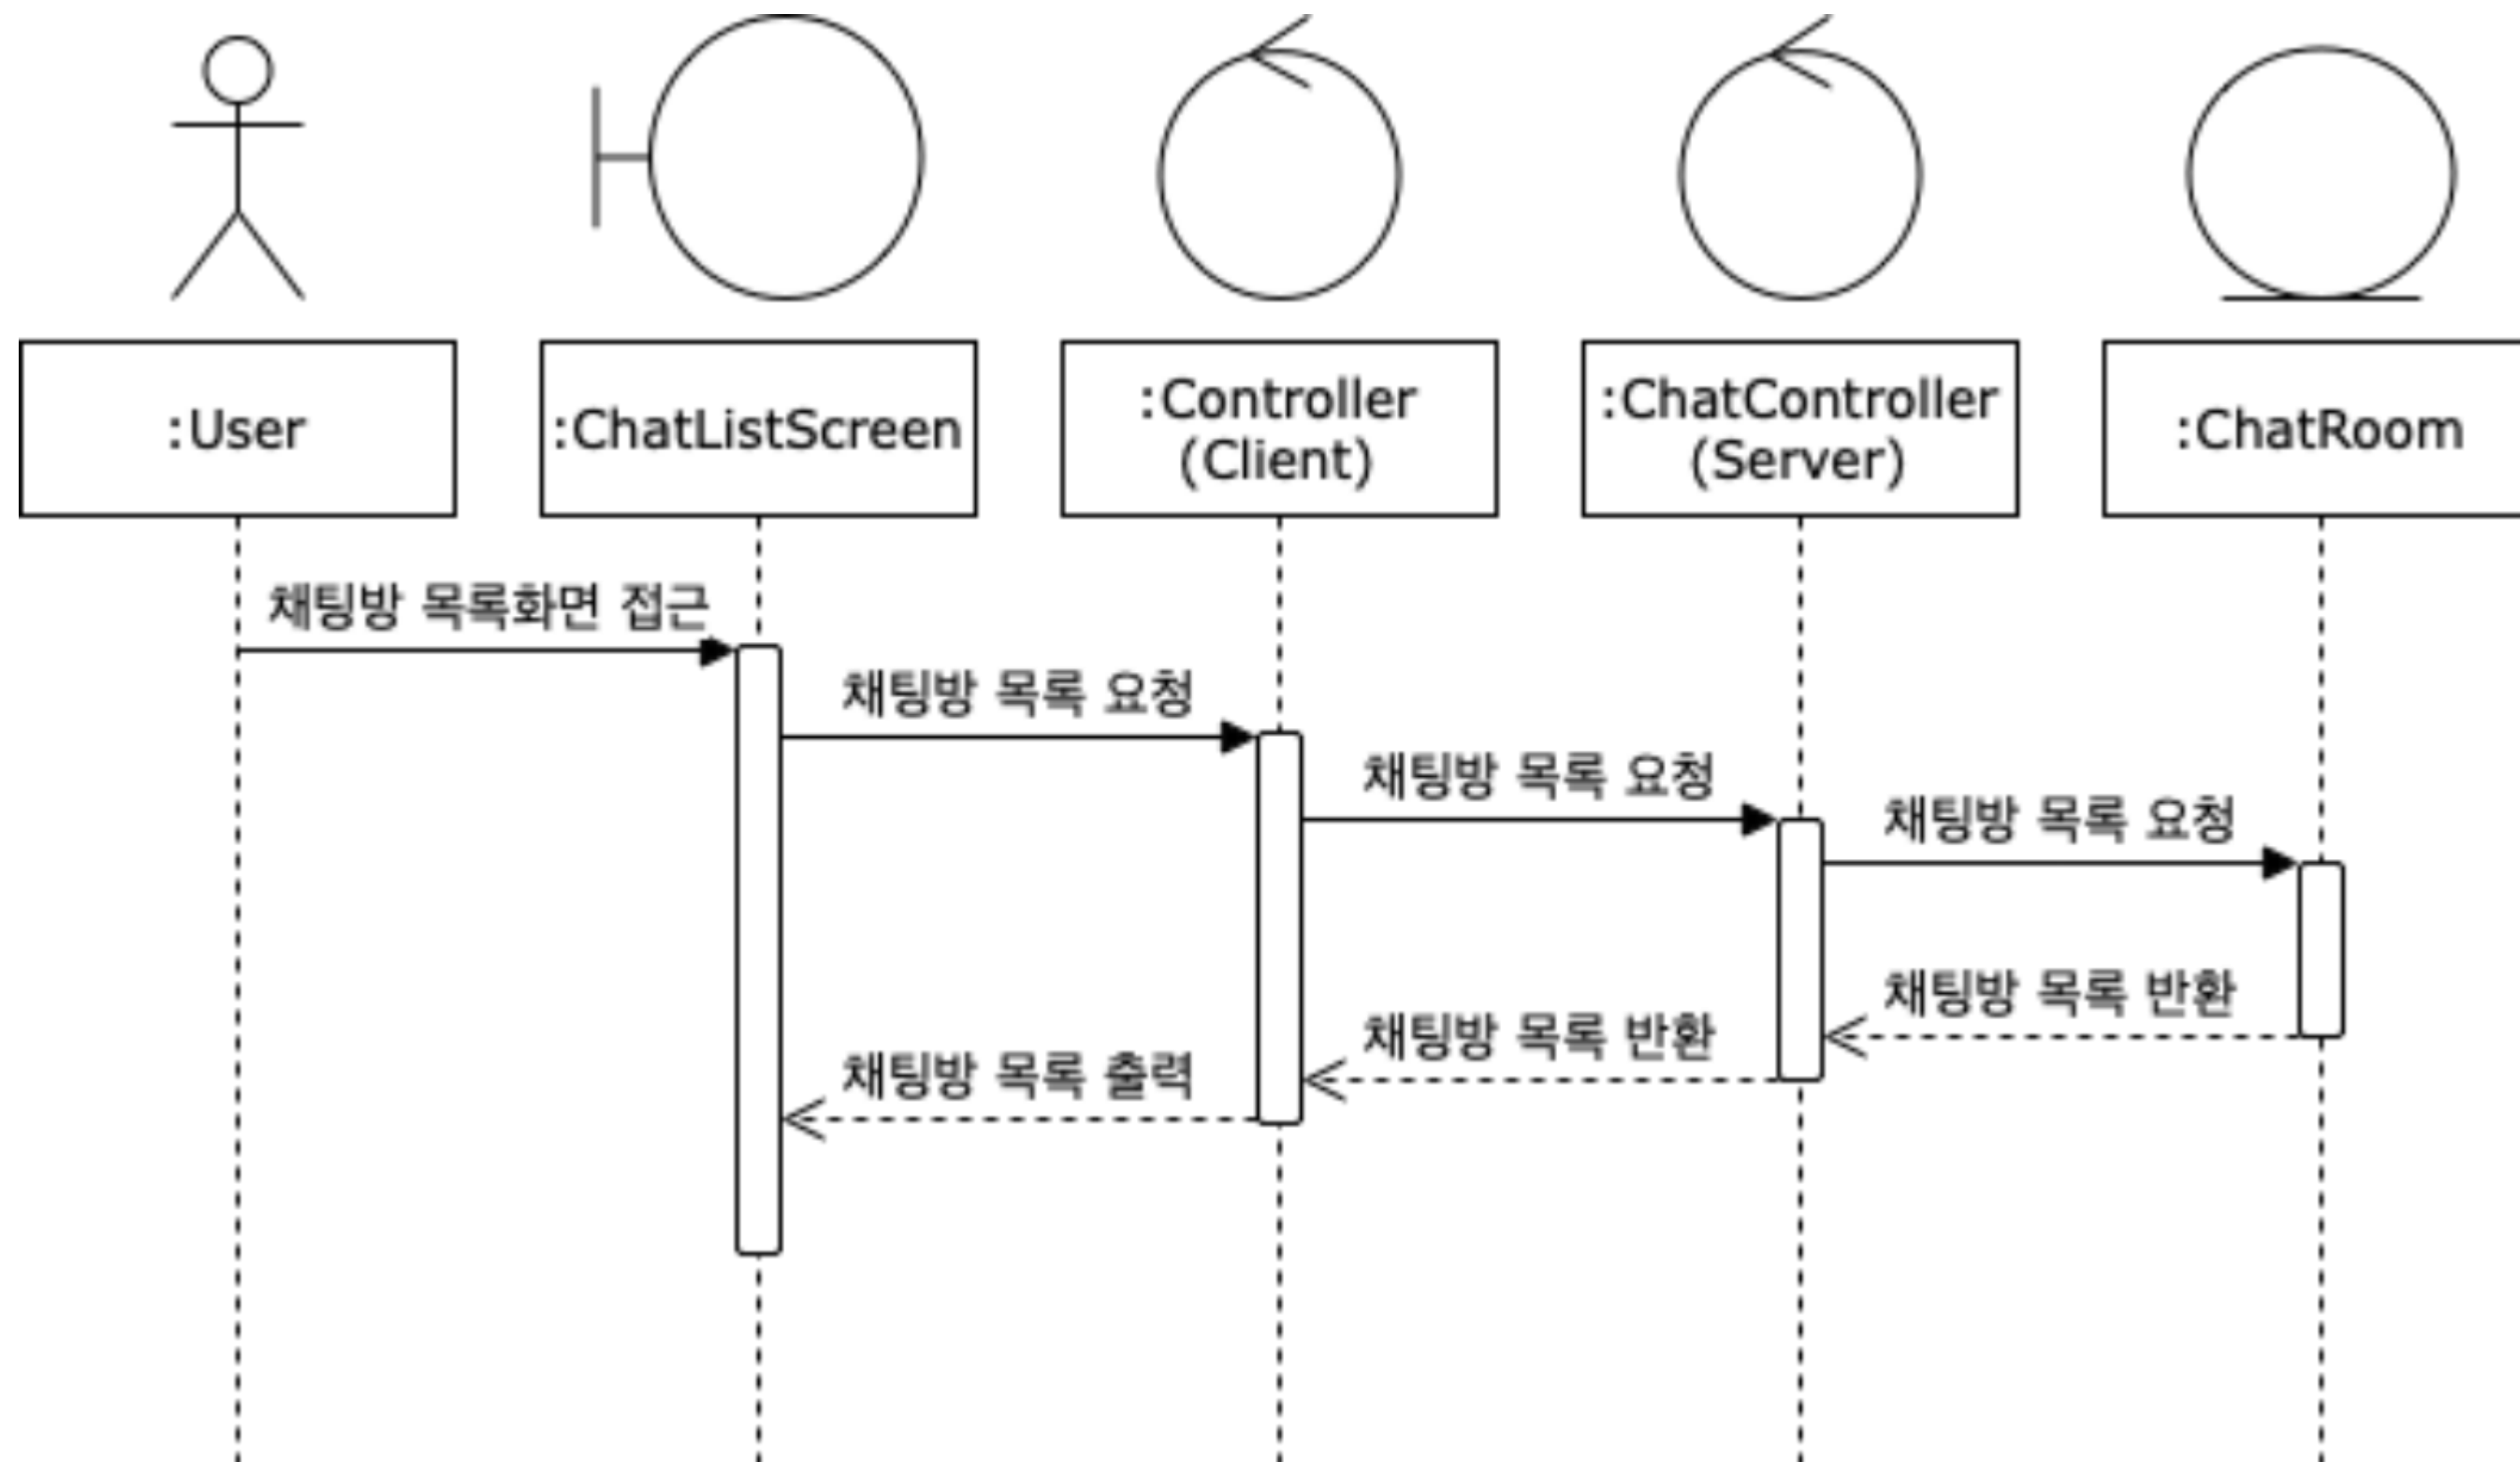 :User
:ChatListScreen
:Controller
(Client)
:ChatController
(Server)
:ChatRoom
채팅방 목록화면 접근
채팅방 목록 요청
채팅방 목록 요청
채팅방 목록 요청
채팅방 목록 반환
채팅방 목록 반환
채팅방 목록 출력